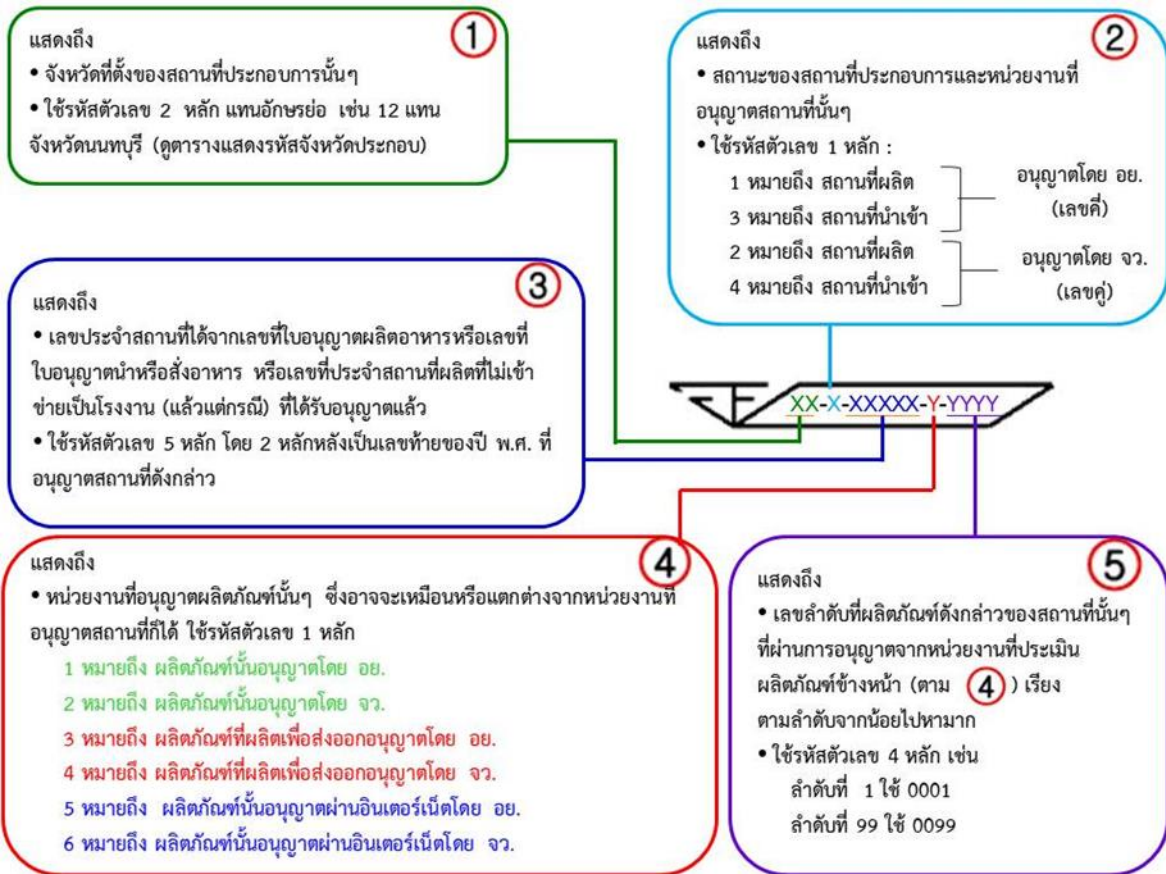 ①
แสดงถึง
• จังหวัดที่ตั้งของสถานที่ประกอบการนั้นๆ
• ใช้รหัสตัวเลข 2 หลัก แทนอักษรย่อ เช่น 12 แทน
จังหวัดนนทบุรี (ดูตารางแสดงรหัสจังหวัดประกอบ)
②
แสดงถึง
• สถานะของสถานที่ประกอบการและหน่วยงานที่
อนุญาตสถานที่นั้นๆ
• ใช้รหัสตัวเลข 1 หลัก :
1 หมายถึง สถานที่ผลิต
3 หมายถึง สถานที่นำเข้า
อนุญาตโดย อย.
(เลขคี่)
2 หมายถึง สถานที่ผลิต
4 หมายถึง สถานที่นำเข้า
อนุญาตโดย จว.
(เลขคู่)
③
แสดงถึง
• เลขประจำสถานที่ได้จากเลขที่ใบอนุญาตผลิตอาหารหรือเลขที่
ใบอนุญาตนำหรือสั่งอาหาร หรือเลขที่ประจำสถานที่ผลิตที่ไม่เข้า
ข่ายเป็นโรงงาน (แล้วแต่กรณี) ที่ได้รับอนุญาตแล้ว
• ใช้รหัสตัวเลข 5 หลัก โดย 2 หลักหลังเป็นเลขท้ายของปี พ.ศ. ที่
อนุญาตสถานที่ดังกล่าว
XX-X-XXXXX-Y-YYYY
④
แสดงถึง
• หน่วยงานที่อนุญาตผลิตภัณฑ์นั้นๆ ซึ่งอาจจะเหมือนหรือแตกต่างจากหน่วยงานที่
อนุญาตสถานที่ก็ได้ ใช้รหัสตัวเลข 1 หลัก
1 หมายถึง ผลิตภัณฑ์นั้นอนุญาตโดย อย.
2 หมายถึง ผลิตภัณฑ์นั้นอนุญาตโดย จว.
3 หมายถึง ผลิตภัณฑ์ที่ผลิตเพื่อส่งออกอนุญาตโดย อย.
4 หมายถึง ผลิตภัณฑ์ที่ผลิตเพื่อส่งออกอนุญาตโดย จว.
5 หมายถึง ผลิตภัณฑ์นั้นอนุญาตผ่านอินเตอร์เน็ตโดย อย.
6 หมายถึง ผลิตภัณฑ์นั้นอนุญาตผ่านอินเตอร์เน็ตโดย จว.
⑤
แสดงถึง
• เลขลำดับที่ผลิตภัณฑ์ดังกล่าวของสถานที่นั้นๆ
ที่ผ่านการอนุญาตจากหน่วยงานที่ประเมิน
ผลิตภัณฑ์ข้างหน้า (ตาม ④ ) เรียง
ตามลำดับจากน้อยไปหามาก
• ใช้รหัสตัวเลข 4 หลัก เช่น
ลำดับที่ 1 ใช้ 0001
ลำดับที่ 99 ใช้ 0099